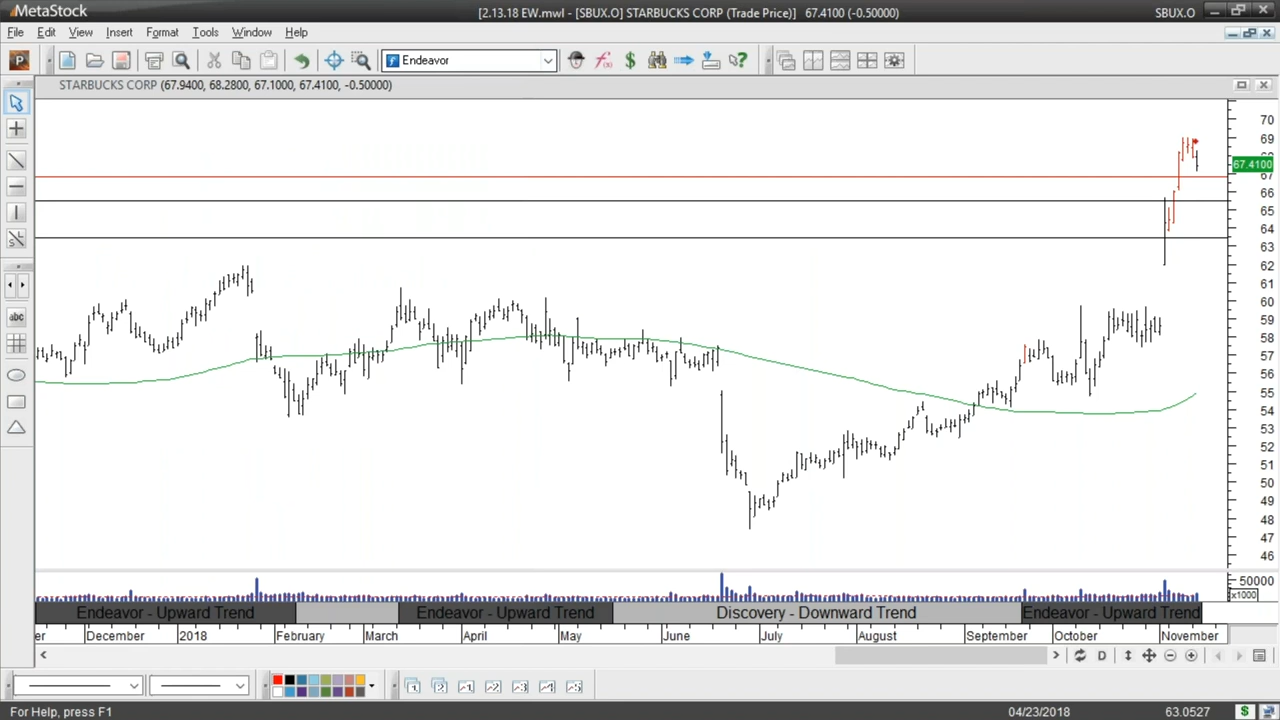 MetaStock
[2.13.18 EW.mwl - [SBUX.O] STARBUCKS CORP (Trade Price)] 67.4100 (-0.50000)
SBUX.O
File Edit View Insert Format Tools Window Help
P
Endeavor
STARBUCKS CORP (67.9400, 68.2800, 67.1000, 67.4100, -0.50000)
abc
70
69
67.4100
67
66
65
64
63
62
61
60
59
58
57
56
55
54
53
52
51
50
49
48
47
46
50000
x1000
Endeavor - Upward Trend
Endeavor - Upward Trend
Discovery - Downward Trend
Endeavor - Upward Trend
er December 2018 February March April May June July August September October November
D
For Help, press F1
04/23/2018
63.0527